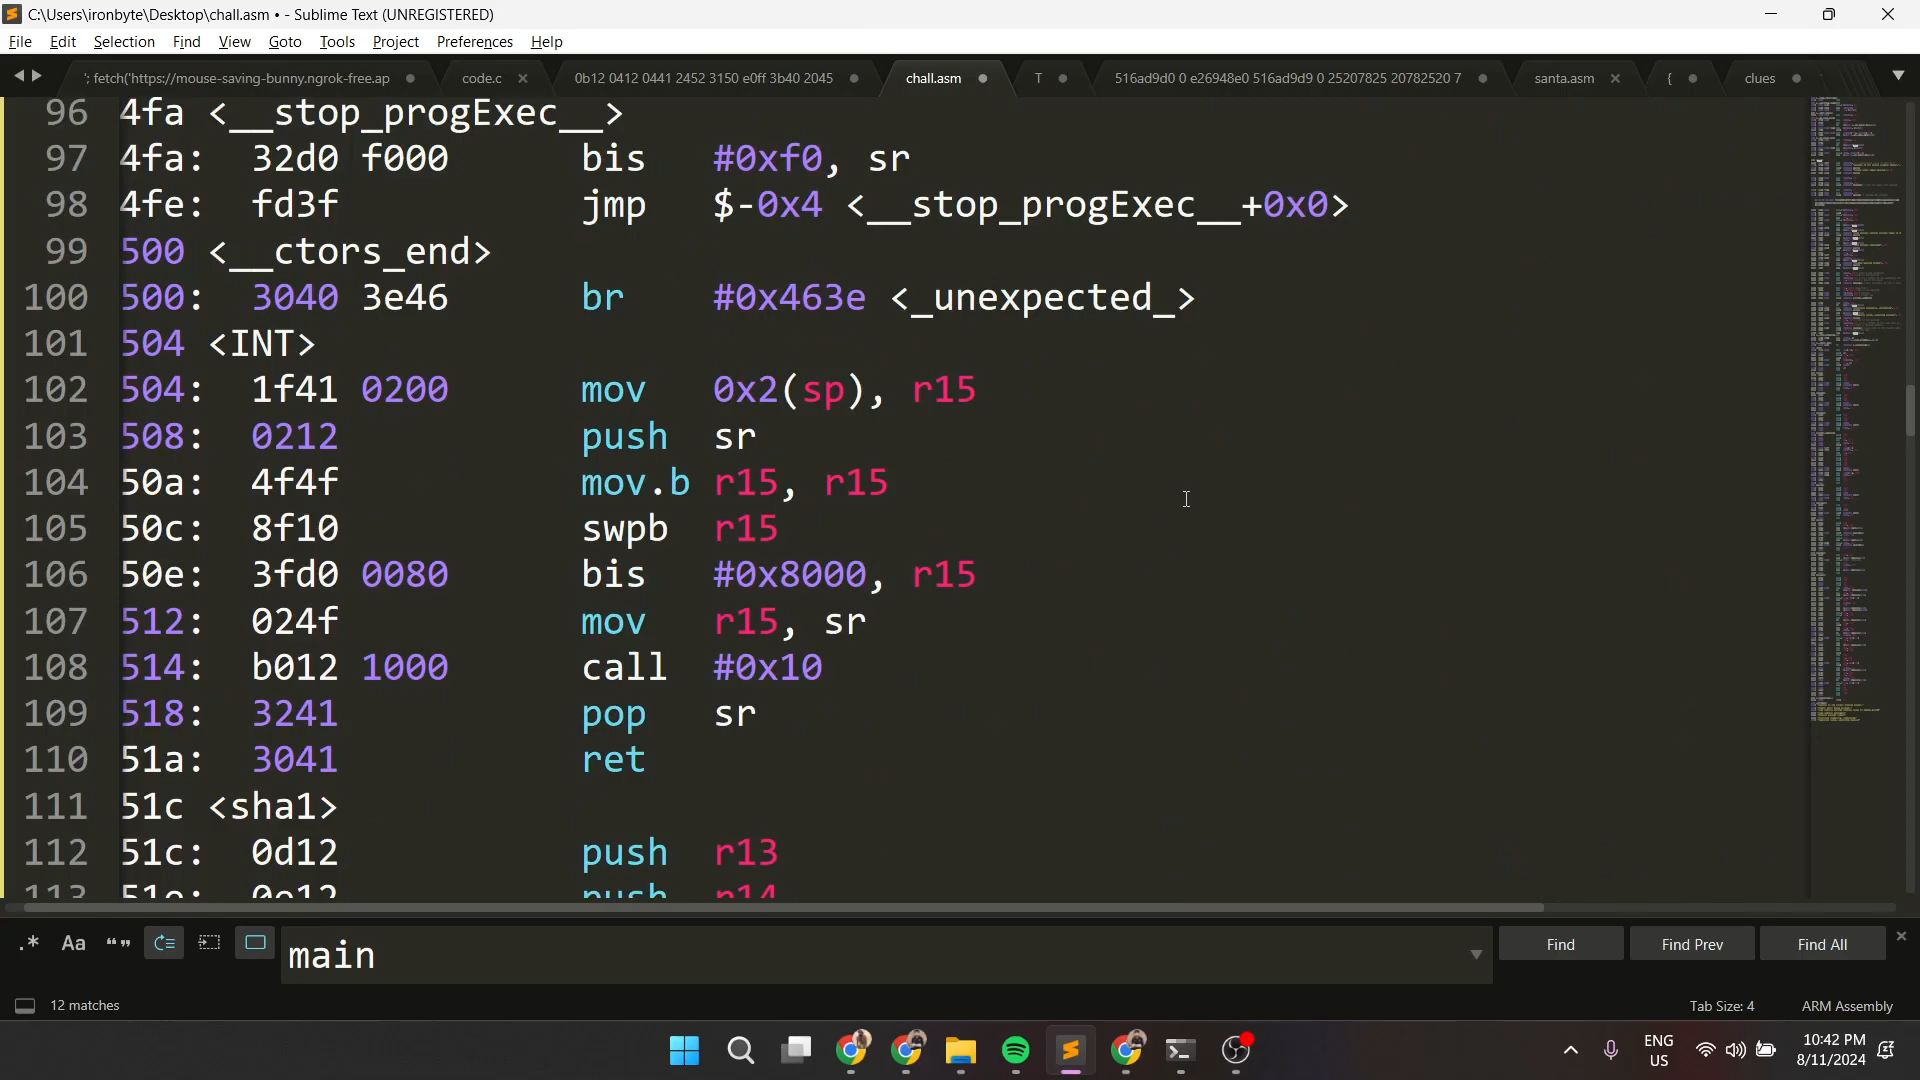 C:\Users\ironbyte\Desktop\chall.asm • - Sublime Text (UNREGISTERED)
File Edit Selection Find View Goto Tools Project Preferences Help
'; fetch('https://mouse-saving-bunny.ngrok-free.ap code.c 0b12 0412 0441 2452 3150 e0ff 3b40 2045 chall.asm T 516ad9d0 0 e26948e0 516ad9d9 0 25207825 20782520 7 santa.asm { clues
96 4fa <__stop_progExec__>
97 4fa: 32d0 f000 bis #0xf0, sr
98 4fe: fd3f jmp $-0x4 <__stop_progExec__+0x0>
99 500 <__ctors_end>
100 500: 3040 3e46 br #0x463e <_unexpected_>
101 504 <INT>
102 504: 1f41 0200 mov 0x2(sp), r15
103 508: 0212 push sr
104 50a: 4f4f mov.b r15, r15
105 50c: 8f10 swpb r15
106 50e: 3fd0 0080 bis #0x8000, r15
107 512: 024f mov r15, sr
108 514: b012 1000 call #0x10
109 518: 3241 pop sr
110 51a: 3041 ret
111 51c <sha1>
112 51c: 0d12 push r13
113 51e: 0e12 push r14
.* Aa “” main Find Find Prev Find All
12 matches Tab Size: 4 ARM Assembly
ENG
US
10:42 PM
8/11/2024